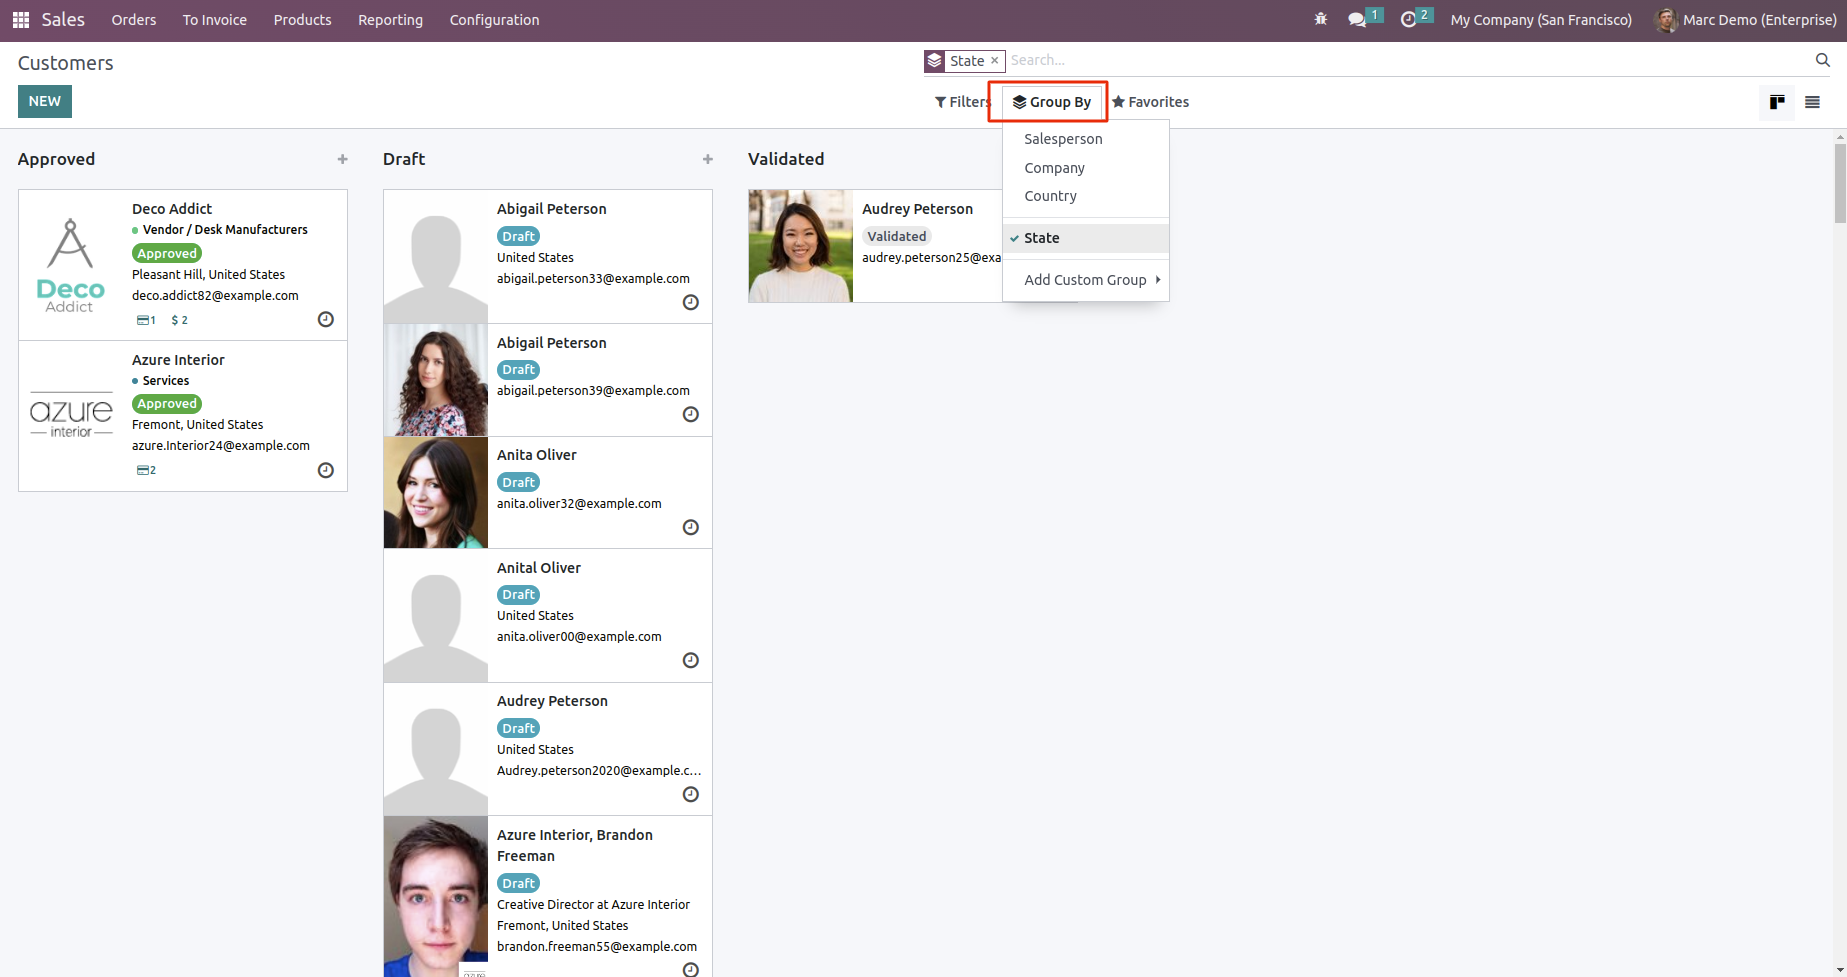 Sales Orders To Invoice Products Reporting Configuration 1 2 My Company (San Francisco) Marc Demo (Enterprise)
Customers
State × Search...
NEW
Filters Group By Favorites
Salesperson
Company
Country
State
Add Custom Group
Approved +
Deco Addict
Vendor / Desk Manufacturers
Approved
Pleasant Hill, United States
deco.addict82@example.com
1 $ 2
Deco
Addict
Azure Interior
Services
Approved
Fremont, United States
azure.Interior24@example.com
2
azure
interior
Draft +
Abigail Peterson
Draft
United States
abigail.peterson33@example.com
Abigail Peterson
Draft
abigail.peterson39@example.com
Anita Oliver
Draft
anita.oliver32@example.com
Anital Oliver
Draft
United States
anita.oliver00@example.com
Audrey Peterson
Draft
United States
Audrey.peterson2020@example.c...
Azure Interior, Brandon
Freeman
Draft
Creative Director at Azure Interior
Fremont, United States
brandon.freeman55@example.com
Validated
Audrey Peterson
Validated
audrey.peterson25@exa